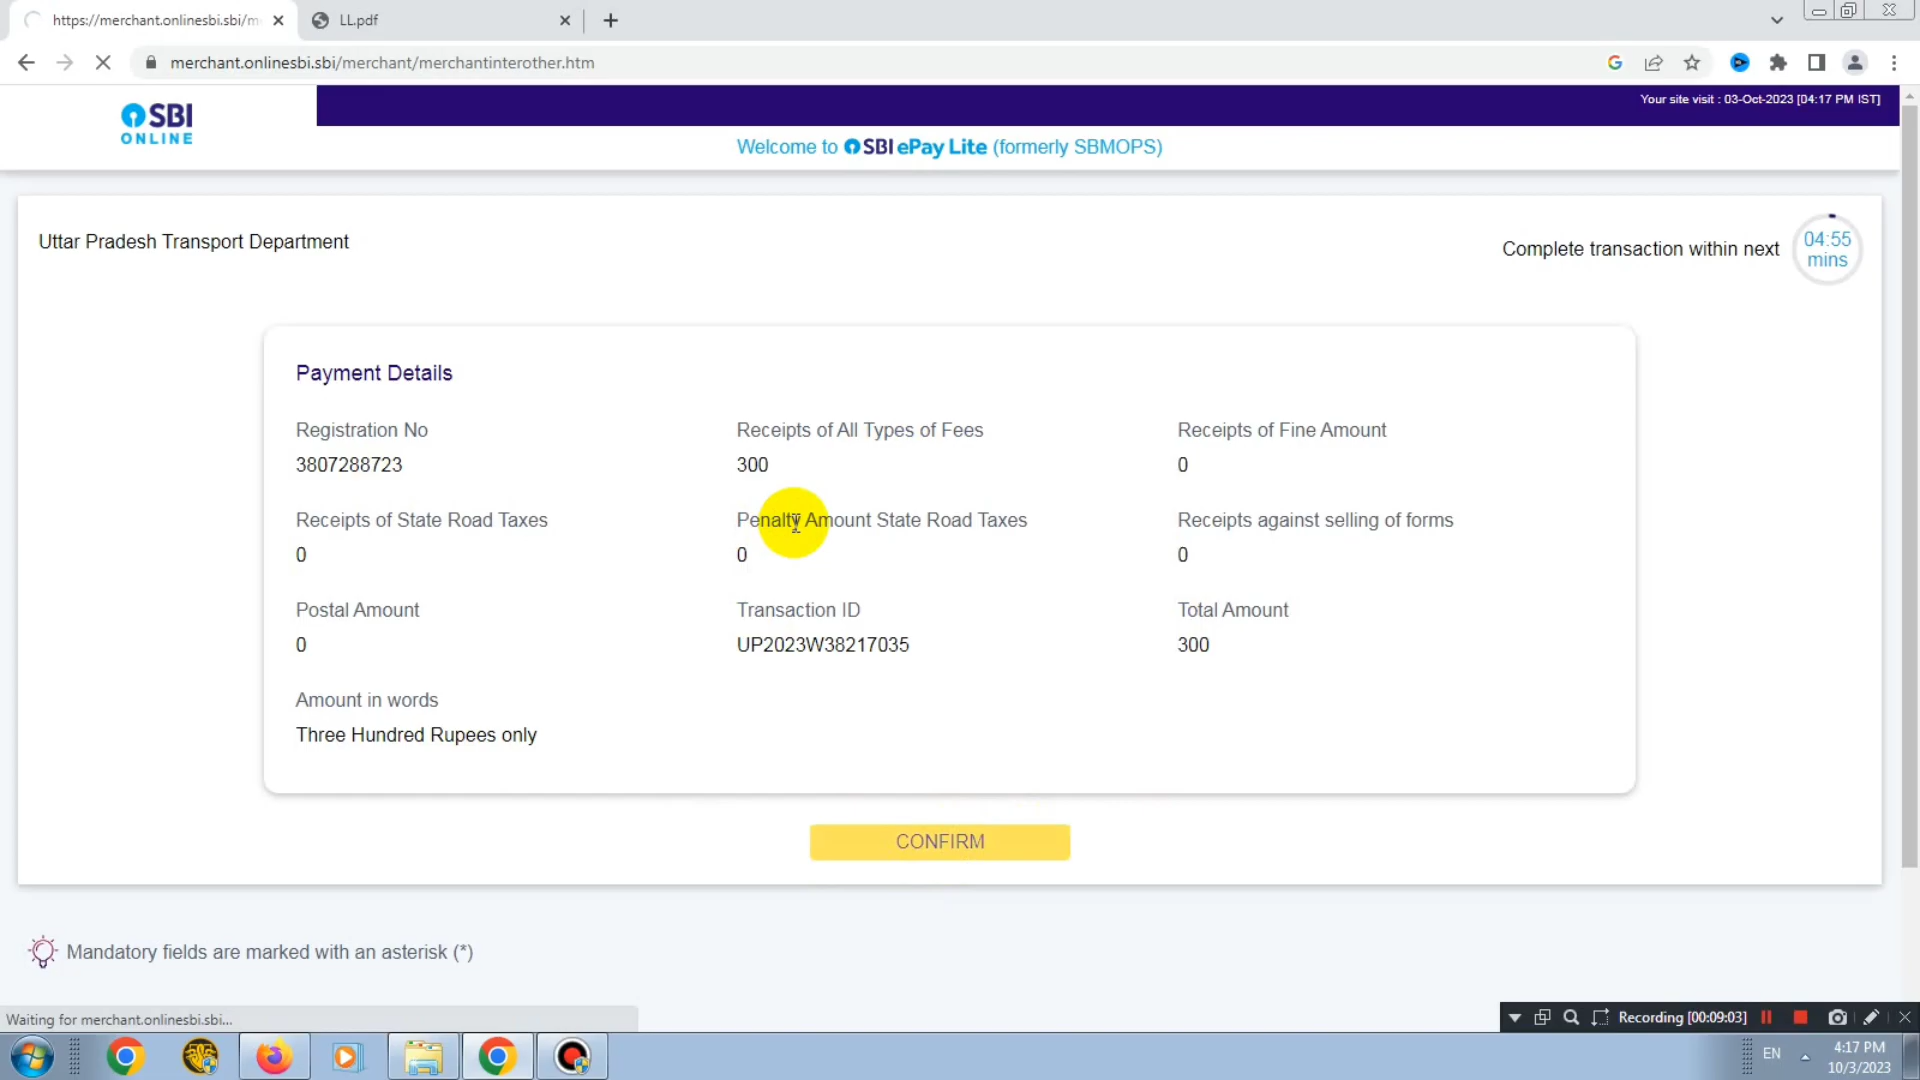 https://merchant.onlinesbi.sbi/m
LL.pdf
merchant.onlinesbi.sbi/merchant/merchantinterother.htm
Your site visit : 03-Oct-2023 [04:17 PM IST]
SBI
ONLINE
Welcome to SBI ePay Lite (formerly SBMOPS)
Uttar Pradesh Transport Department
Complete transaction within next
04:55
mins
Payment Details
Registration No
Receipts of All Types of Fees
Receipts of Fine Amount
3807288723
300
0
Receipts of State Road Taxes
Penalty Amount State Road Taxes
Receipts against selling of forms
0
0
0
Postal Amount
Transaction ID
Total Amount
0
UP2023W38217035
300
Amount in words
Three Hundred Rupees only
CONFIRM
Mandatory fields are marked with an asterisk (*)
Waiting for merchant.onlinesbi.sbi...
Recording [00:09:03]
EN
4:17 PM
10/3/2023